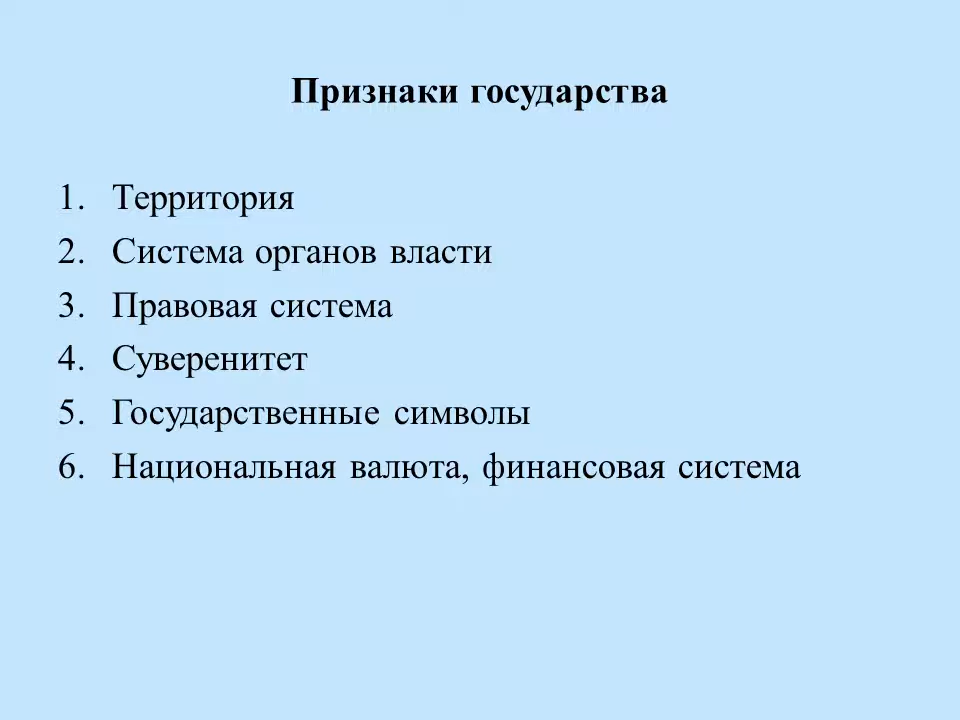 Признаки государства
1. Территория
2. Система органов власти
3. Правовая система
4. Суверенитет
5. Государственные символы
6. Национальная валюта, финансовая система